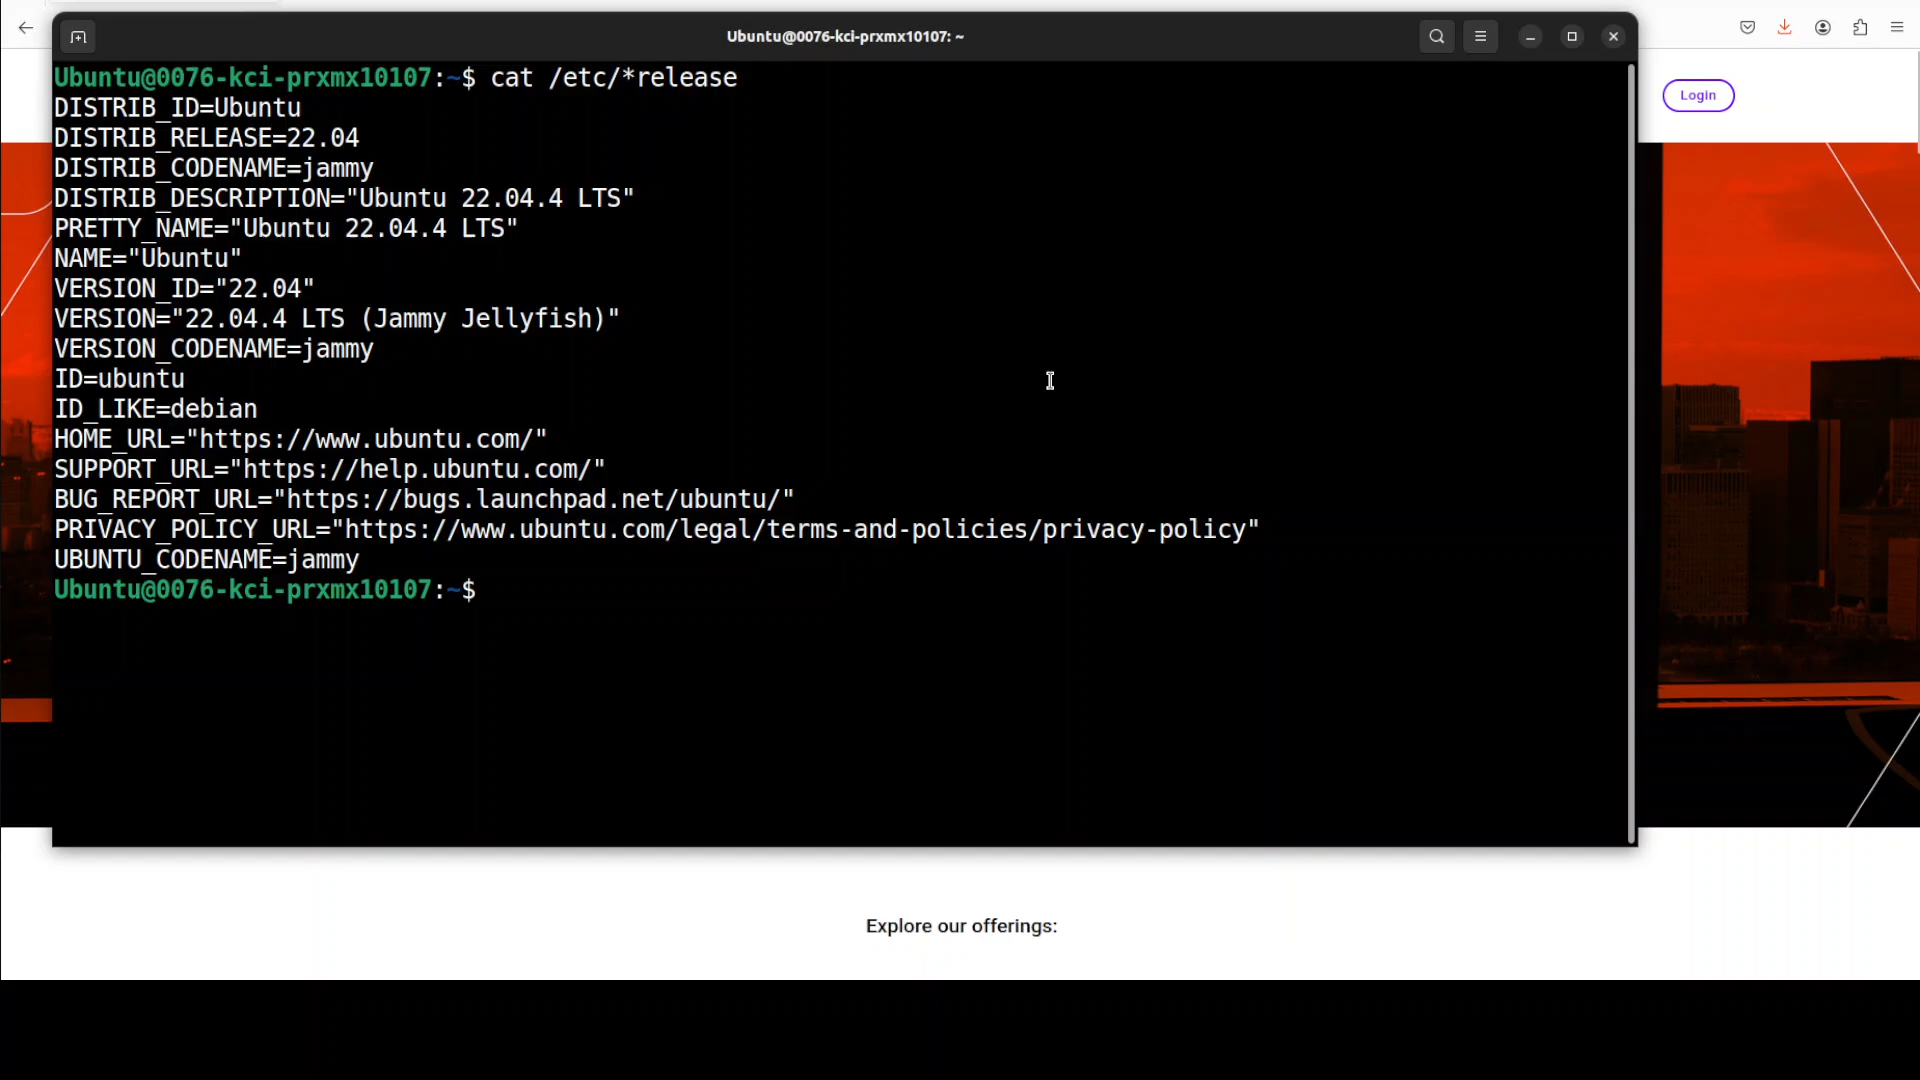 Ubuntu@0076-kci-prxmx10107: ~
Login
Ubuntu@0076-kci-prxmx10107:~$ cat /etc/*release
DISTRIB_ID=Ubuntu
DISTRIB_RELEASE=22.04
DISTRIB_CODENAME=jammy
DISTRIB_DESCRIPTION="Ubuntu 22.04.4 LTS"
PRETTY_NAME="Ubuntu 22.04.4 LTS"
NAME="Ubuntu"
VERSION_ID="22.04"
VERSION="22.04.4 LTS (Jammy Jellyfish)"
VERSION_CODENAME=jammy
ID=ubuntu
ID_LIKE=debian
HOME_URL="https://www.ubuntu.com/"
SUPPORT_URL="https://help.ubuntu.com/"
BUG_REPORT_URL="https://bugs.launchpad.net/ubuntu/"
PRIVACY_POLICY_URL="https://www.ubuntu.com/legal/terms-and-policies/privacy-policy"
UBUNTU_CODENAME=jammy
Ubuntu@0076-kci-prxmx10107:~$
Explore our offerings: